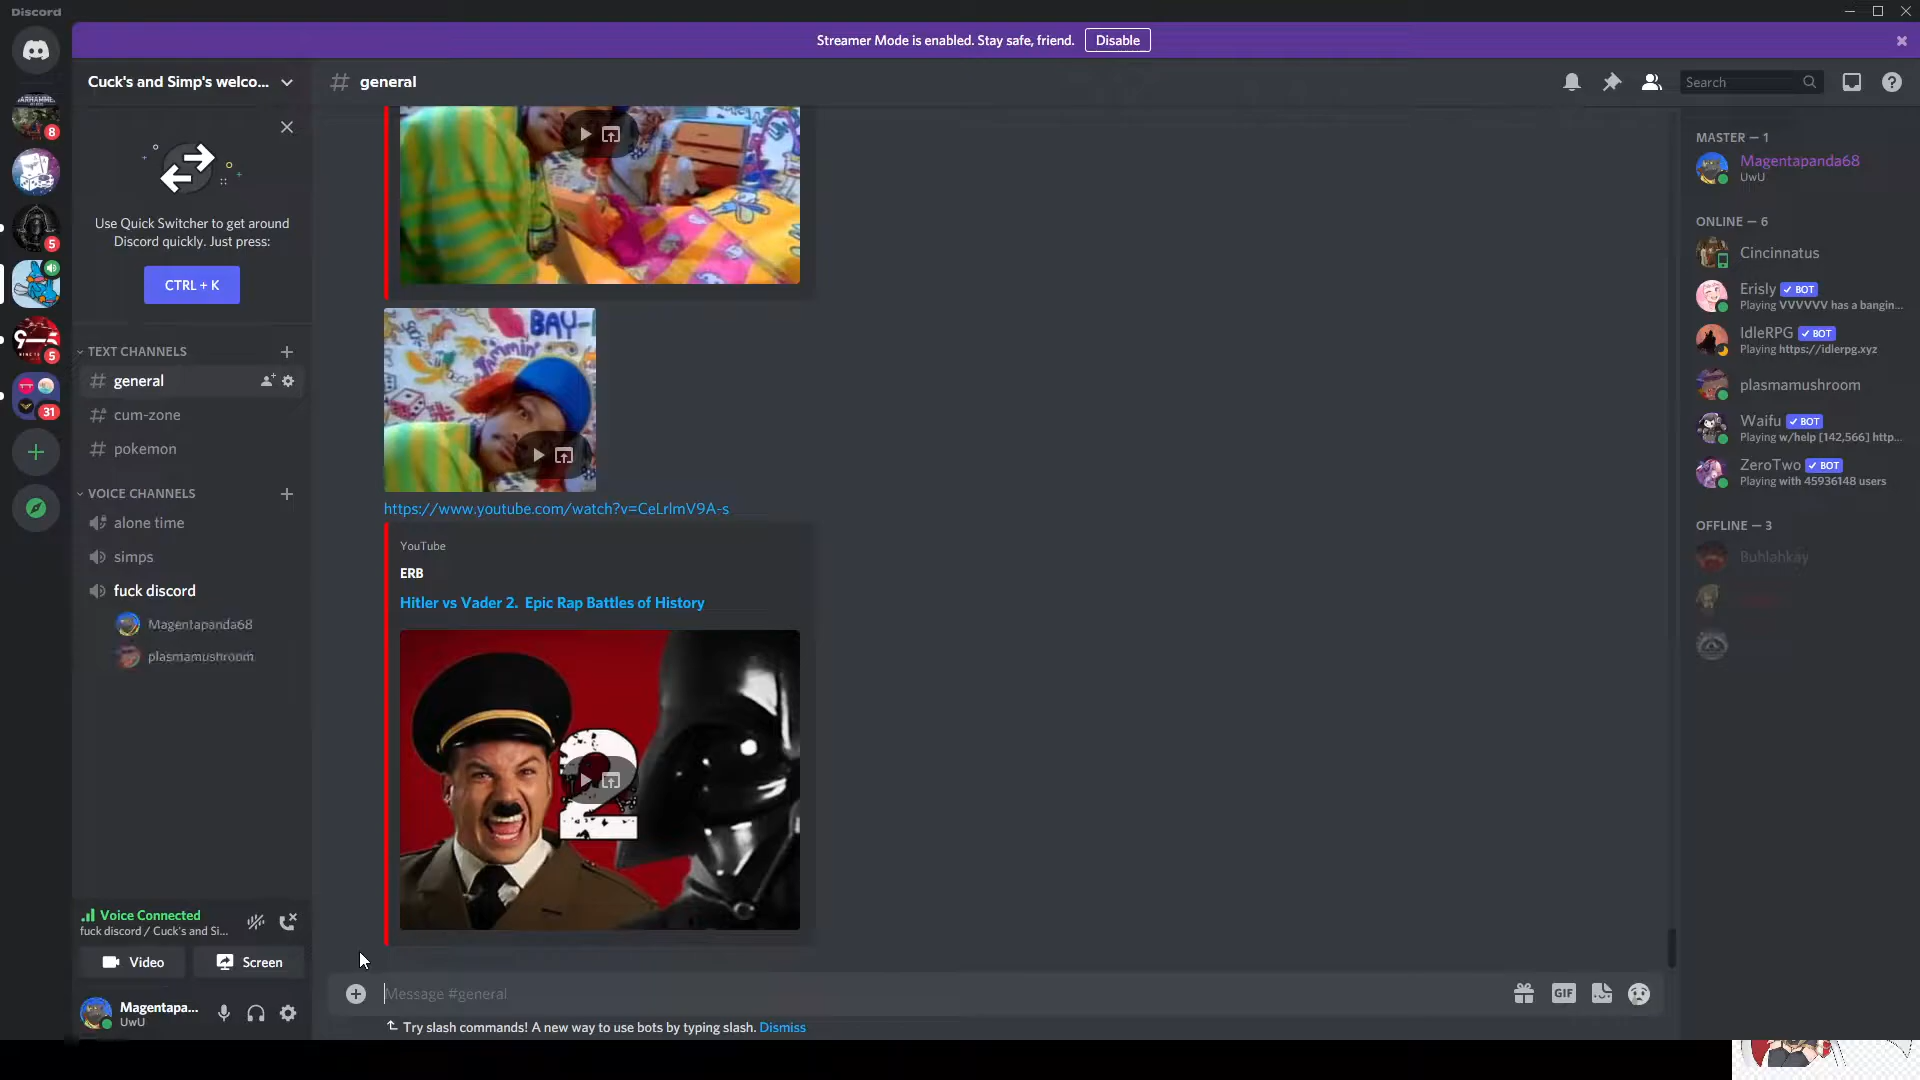 Discord
Streamer Mode is enabled. Stay safe, friend.
Disable
Cuck's and Simp's welco...
general
Search
8
5
5
31
Use Quick Switcher to get around
Discord quickly. Just press:
CTRL + K
TEXT CHANNELS
general
cum-zone
pokemon
VOICE CHANNELS
alone time
simps
fuck discord
Magentapanda68
plasmamushroom
Voice Connected
fuck discord / Cuck's and Si...
Video
Screen
Magentapa...
UwU
BAY-
https://www.youtube.com/watch?v=CeLrlmV9A-s
YouTube
ERB
Hitler vs Vader 2. Epic Rap Battles of History
2
Message #general
GIF
Try slash commands! A new way to use bots by typing slash. Dismiss
MASTER — 1
Magentapanda68
UwU
ONLINE — 6
Cincinnatus
Erisly BOT
Playing VVVVVV has a bangin...
IdleRPG BOT
Playing https://idlerpg.xyz
plasmamushroom
Waifu BOT
Playing w/help [142,566] http...
ZeroTwo BOT
Playing with 45936148 users
OFFLINE — 3
Buhlahkay